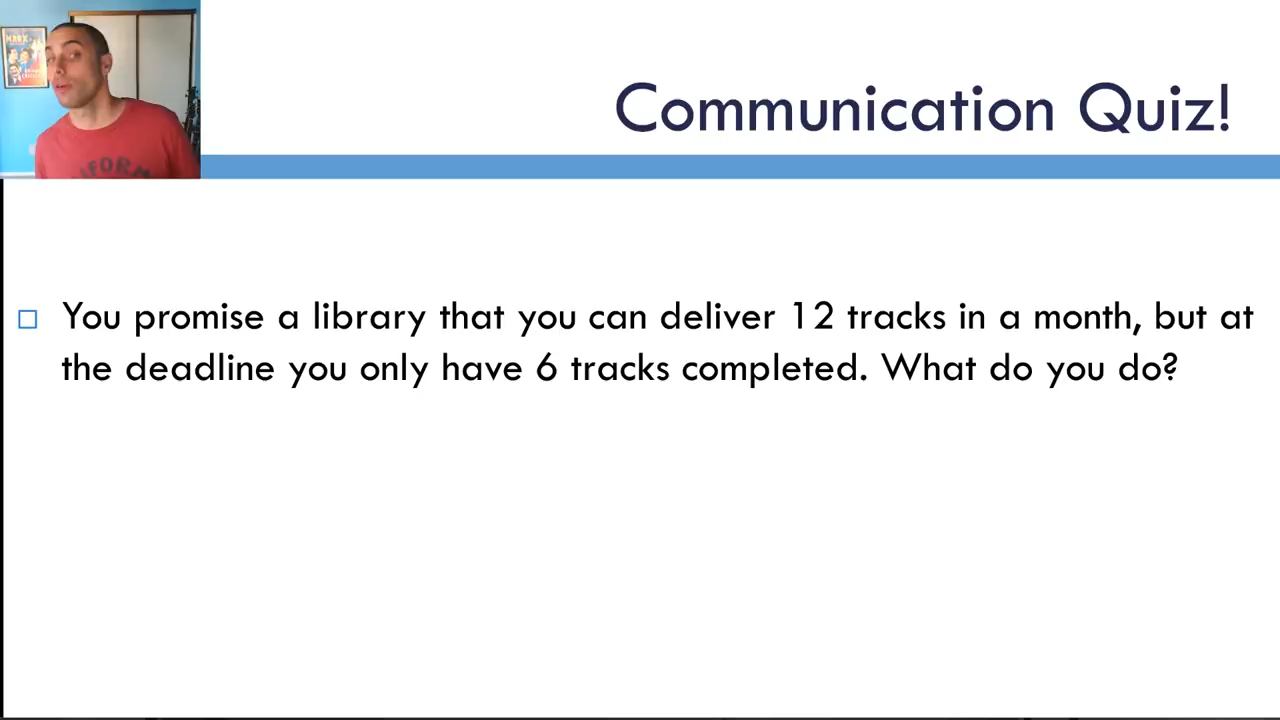 Communication Quiz!
You promise a library that you can deliver 12 tracks in a month, but at
the deadline you only have 6 tracks completed. What do you do?